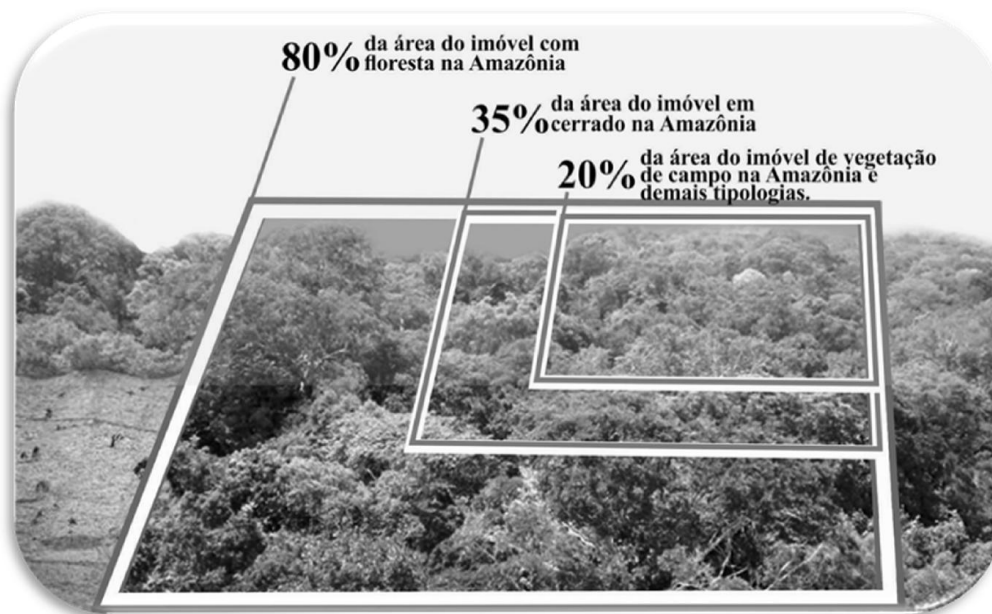 80% da área do imóvel com
floresta na Amazônia
35% da área do imóvel em
cerrado na Amazônia
20% da área do imóvel de vegetação
de campo na Amazônia e
demais tipologias.